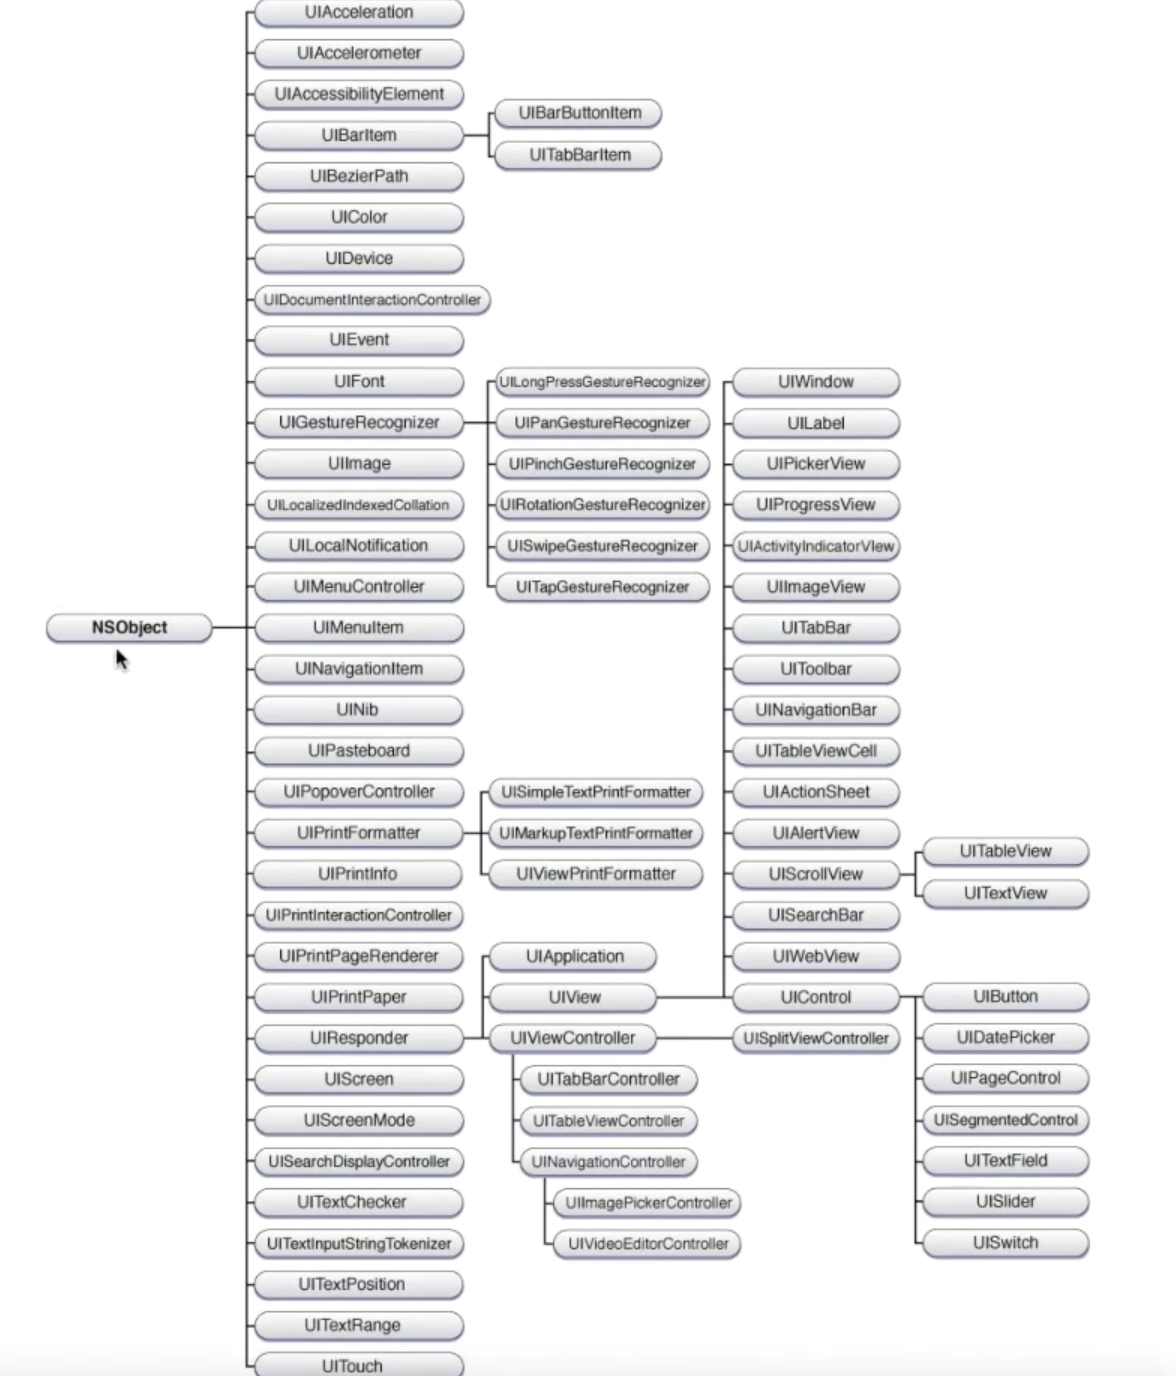 UIAcceleration
UIAccelerometer
UIAccessibilityElement
UIBarButtonItem
UIBarItem
UITabBarItem
UIBezierPath
UIColor
UIDevice
UIDocumentInteractionController
UIEvent
UIFont
UILongPressGestureRecognizer
UIWindow
UIGestureRecognizer
UIPanGestureRecognizer
UILabel
UIImage
UIPinchGestureRecognizer
UIPickerView
UILocalizedIndexedCollation
UIRotationGestureRecognizer
UIProgressView
UILocalNotification
UISwipeGestureRecognizer
UIActivityIndicatorVIew
UIMenuController
UITapGestureRecognizer
UIImageView
NSObject
UIMenuItem
UITabBar
UINavigationItem
UIToolbar
UINib
UINavigationBar
UIPasteboard
UITableViewCell
UIPopoverController
UISimpleTextPrintFormatter
UIActionSheet
UIPrintFormatter
UIMarkupTextPrintFormatter
UIAlertView
UITableView
UIPrintInfo
UIViewPrintFormatter
UIScrollView
UITextView
UIPrintInteractionController
UISearchBar
UIPrintPageRenderer
UIApplication
UIWebView
UIPrintPaper
UIView
UIControl
UIButton
UIResponder
UIViewController
UISplitViewController
UIDatePicker
UIScreen
UITabBarController
UIPageControl
UIScreenMode
UITableViewController
UISegmentedControl
UISearchDisplayController
UINavigationController
UITextField
UITextChecker
UIImagePickerController
UISlider
UITextInputStringTokenizer
UIVideoEditorController
UISwitch
UITextPosition
UITextRange
UITouch